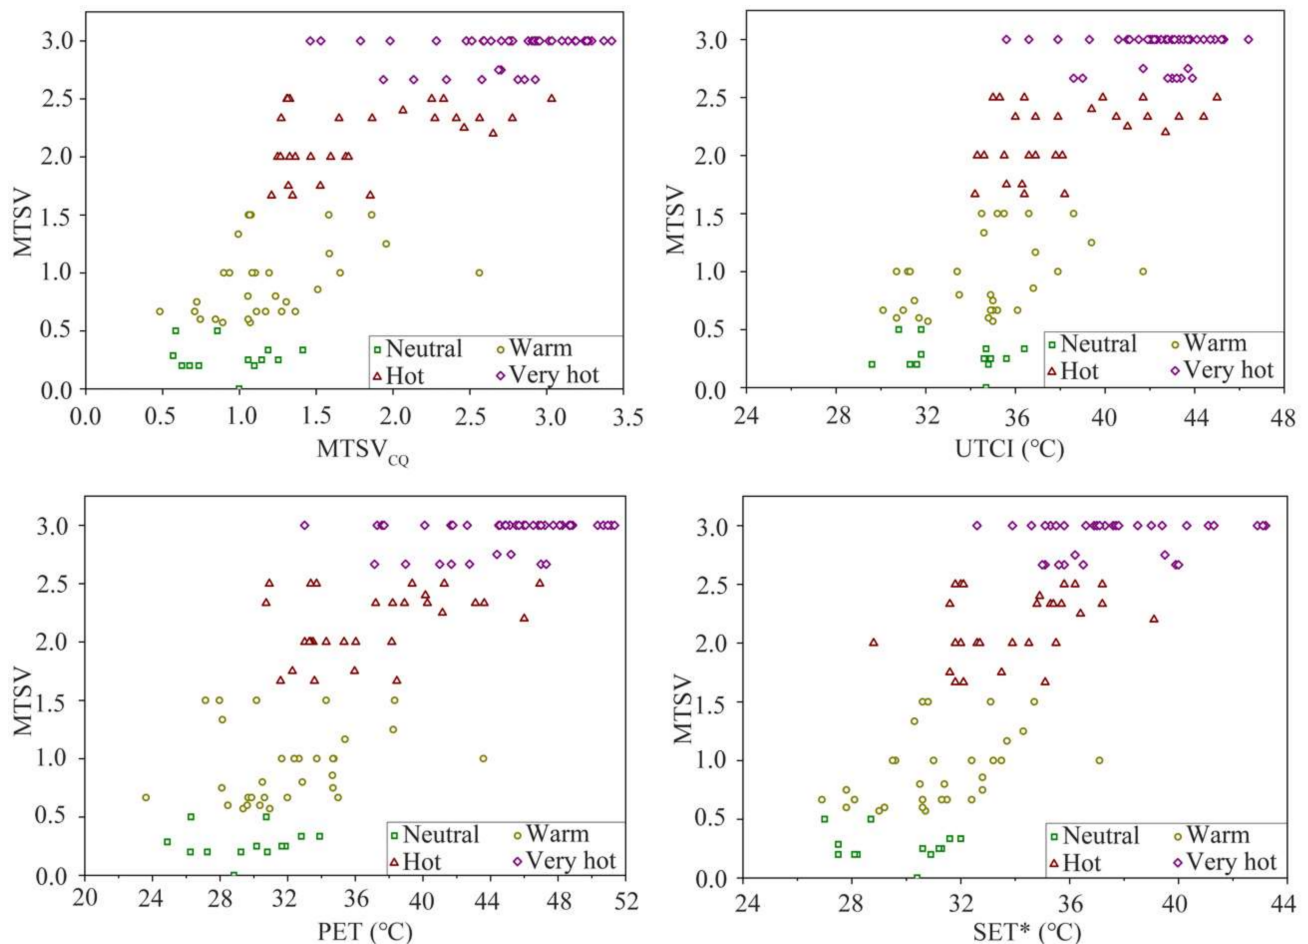 3.0
2.5
2.0
1.5
1.0
0.5
0.0
MTSV
0.0 0.5 1.0 1.5 2.0 2.5 3.0 3.5
MTSV_CQ
Neutral Warm
Hot Very hot
3.0
2.5
2.0
1.5
1.0
0.5
0.0
MTSV
24 28 32 36 40 44 48
UTCI (°C)
Neutral Warm
Hot Very hot
3.0
2.5
2.0
1.5
1.0
0.5
0.0
MTSV
20 24 28 32 36 40 44 48 52
PET (°C)
Neutral Warm
Hot Very hot
3.0
2.5
2.0
1.5
1.0
0.5
0.0
MTSV
24 28 32 36 40 44
SET* (°C)
Neutral Warm
Hot Very hot